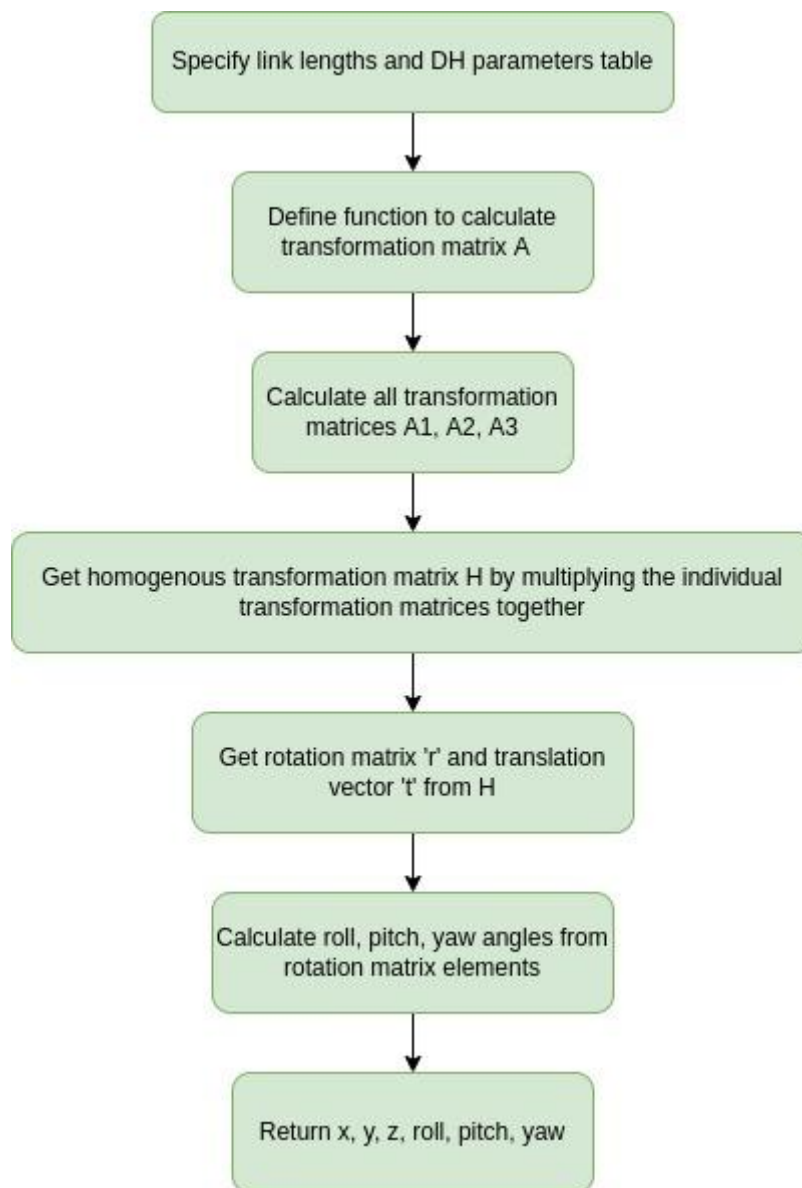 Specify link lengths and DH parameters table
Define function to calculate
transformation matrix A
Calculate all transformation
matrices A1, A2, A3
Get homogenous transformation matrix H by multiplying the individual
transformation matrices together
Get rotation matrix 'r' and translation
vector 't' from H
Calculate roll, pitch, yaw angles from
rotation matrix elements
Return x, y, z, roll, pitch, yaw